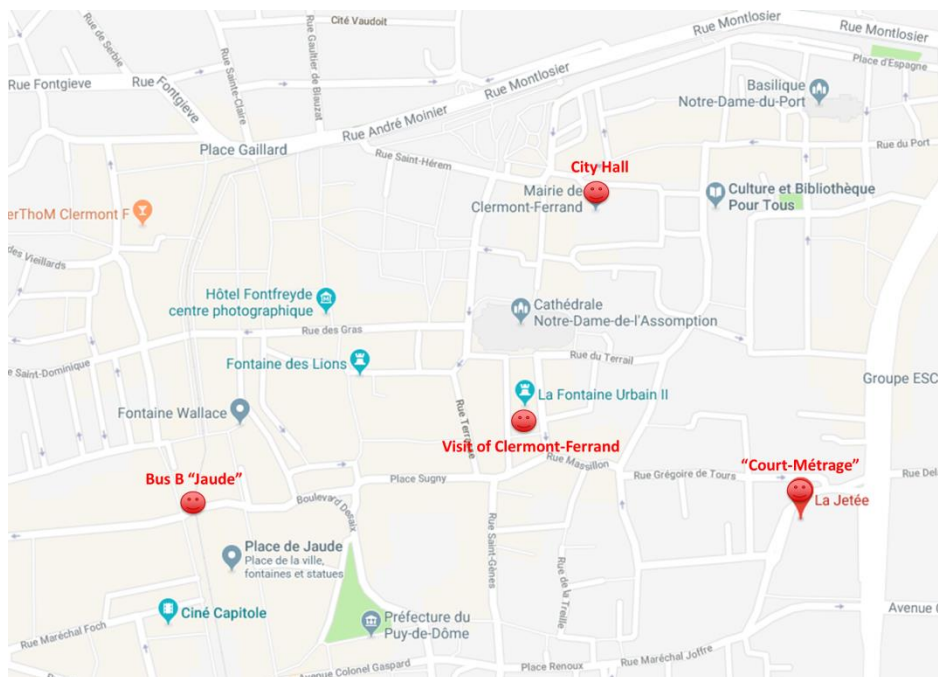 Cité Vaudoit
Rue Montlosier
Rue Montlosier
Rue de Serbie
Rue Sainte-Claire
Rue Gaultier de Biauzat
Place d'Espagne
Rue Fontgieve
Rue Fontgieve
Rue Montlosier
Basilique
Notre-Dame-du-Port
Rue André Moinier
Place Gaillard
Rue du Port
Rue Saint-Hérem
City Hall
Mairie de
Clermont-Ferrand
Culture et Bibliothèque
Pour Tous
erThoM Clermont F
des Vieillards
Hôtel Fontfreyde
centre photographique
Cathédrale
Notre-Dame-de-l'Assomption
Rue des Gras
Rue du Terrail
Rue Saint-Dominique
Fontaine des Lions
Groupe ESC
La Fontaine Urbain II
Fontaine Wallace
Visit of Clermont-Ferrand
Rue Massillon
Bus B "Jaude"
Place Sugny
Rue Grégoire de Tours
"Court-Métrage"
La Jetée
Boulevard Desaix
Place de Jaude
Place de la ville,
fontaines et statues
Rue Saint-Genès
Rue de la Treille
Ciné Capitole
Préfecture du
Puy-de-Dôme
Avenue
Rue Maréchal Foch
Avenue Colonel Gaspard
Place Renoux
Rue Maréchal Joffre